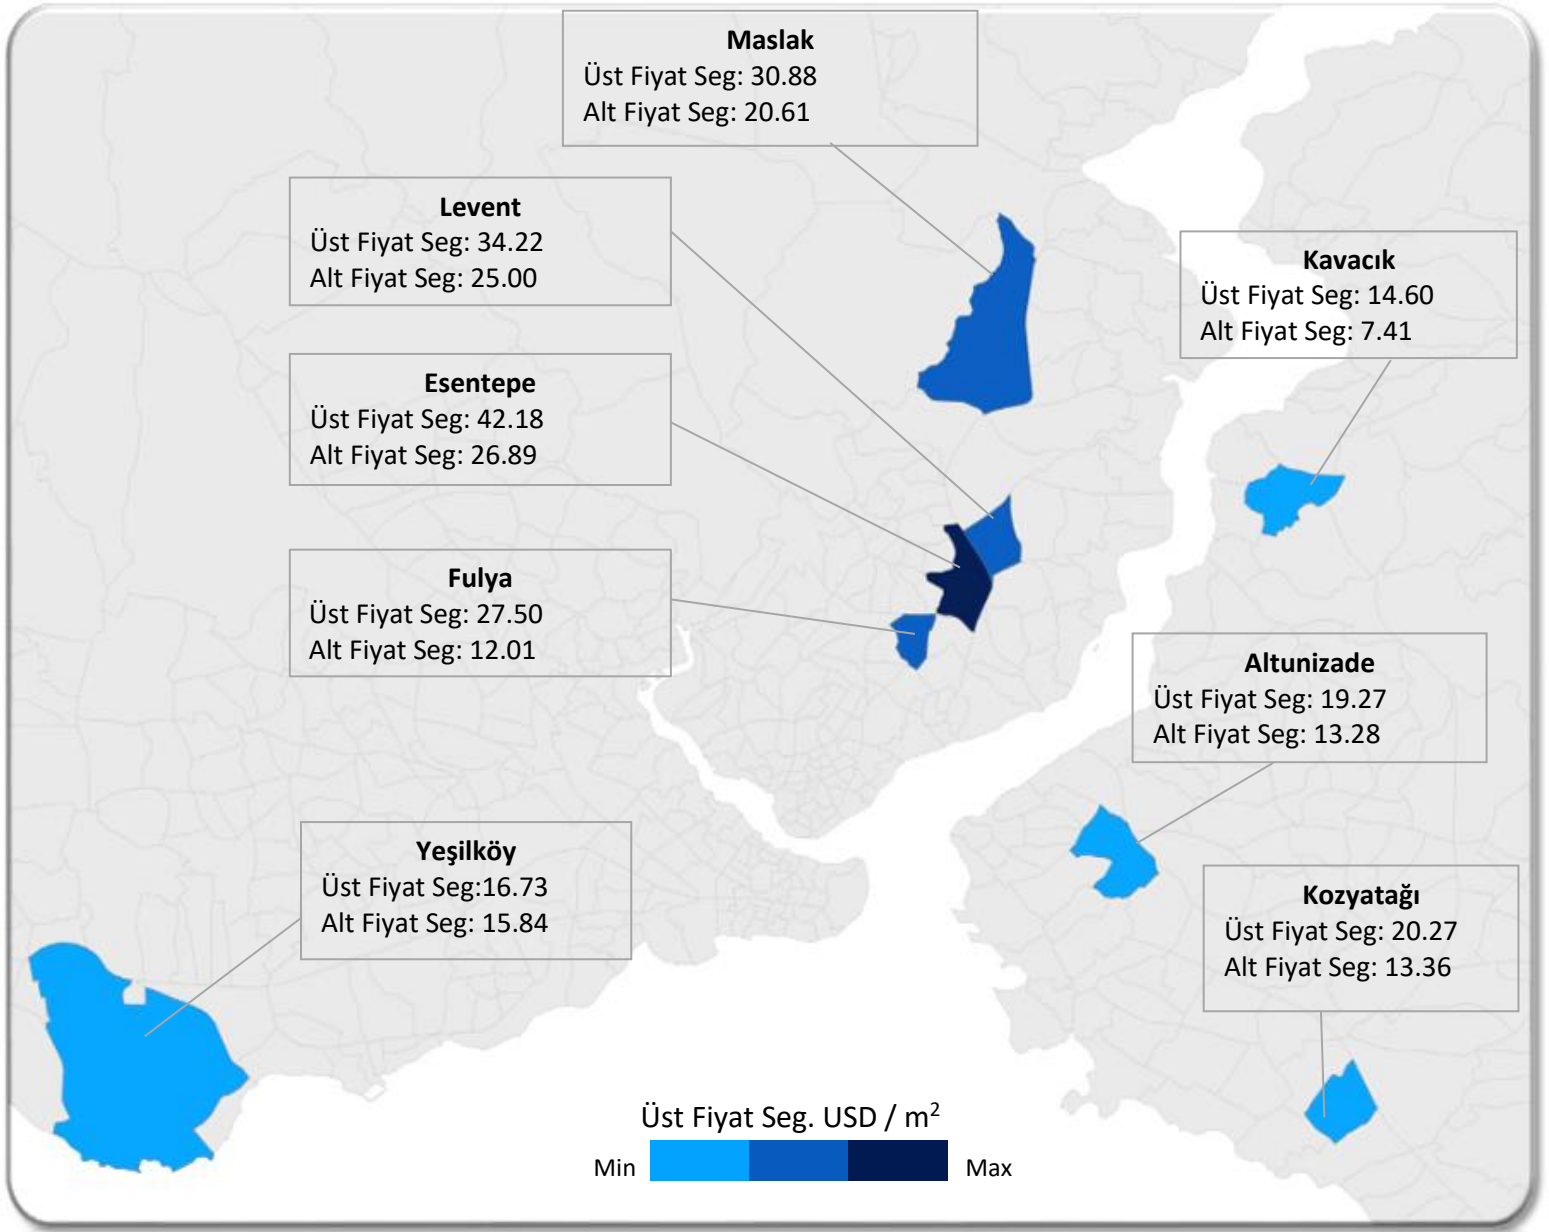 Maslak
Üst Fiyat Seg: 30.88
Alt Fiyat Seg: 20.61
Levent
Üst Fiyat Seg: 34.22
Alt Fiyat Seg: 25.00
Kavacık
Üst Fiyat Seg: 14.60
Alt Fiyat Seg: 7.41
Esentepe
Üst Fiyat Seg: 42.18
Alt Fiyat Seg: 26.89
Fulya
Üst Fiyat Seg: 27.50
Alt Fiyat Seg: 12.01
Altunizade
Üst Fiyat Seg: 19.27
Alt Fiyat Seg: 13.28
Yeşilköy
Üst Fiyat Seg:16.73
Alt Fiyat Seg: 15.84
Kozyatağı
Üst Fiyat Seg: 20.27
Alt Fiyat Seg: 13.36
Üst Fiyat Seg. USD / m²
Min Max